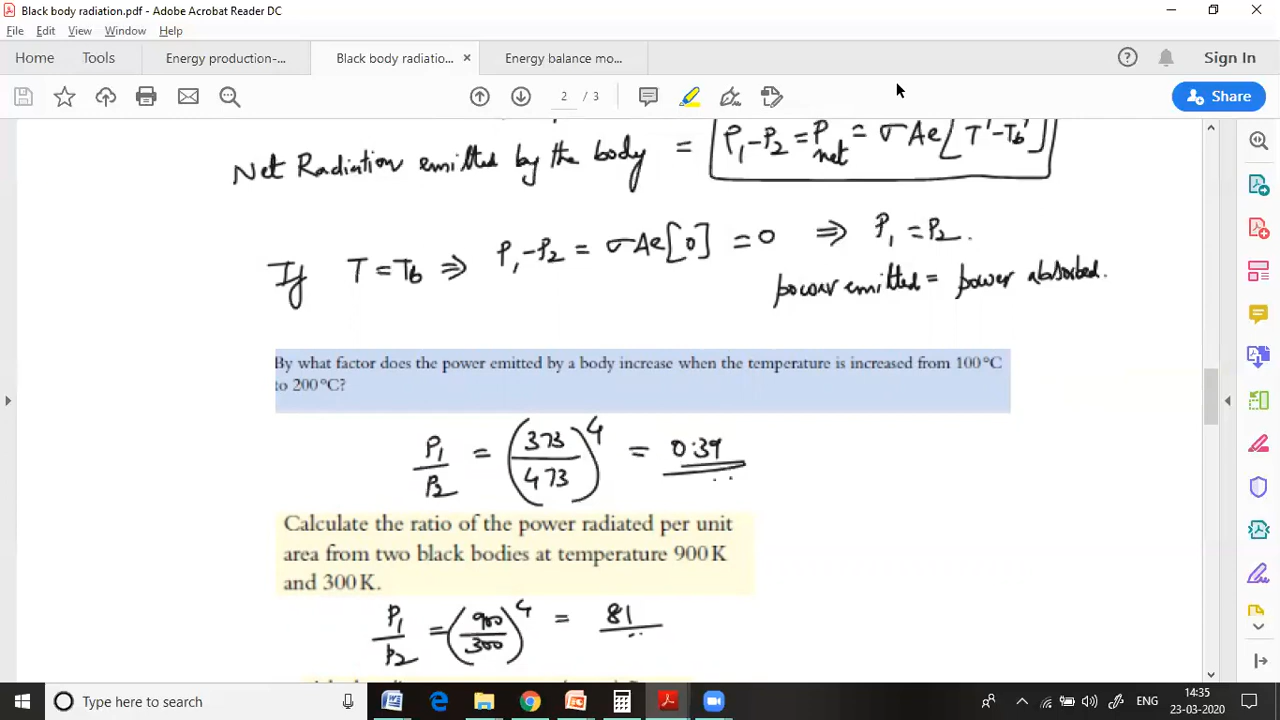 Black body radiation.pdf - Adobe Acrobat Reader DC
File Edit View Window Help
Home Tools Energy production-... Black body radiatio... × Energy balance mo... Sign In
2 / 3 Share
Net Radiation emitted by the body = P₁-P₂ = P net = σAe[T⁴-Tb⁴]
If T=Tb ⇒ P₁-P₂ = σAe[0] = 0 ⇒ P₁ = P₂.
power emitted = power absorbed.
By what factor does the power emitted by a body increase when the temperature is increased from 100°C
to 200°C?
P₁/P₂ = (373/473)⁴ = 0.39
Calculate the ratio of the power radiated per unit
area from two black bodies at temperature 900K
and 300K.
P₁/P₂ = (900/300)⁴ = 81
Type here to search ENG 14:35
23-03-2020